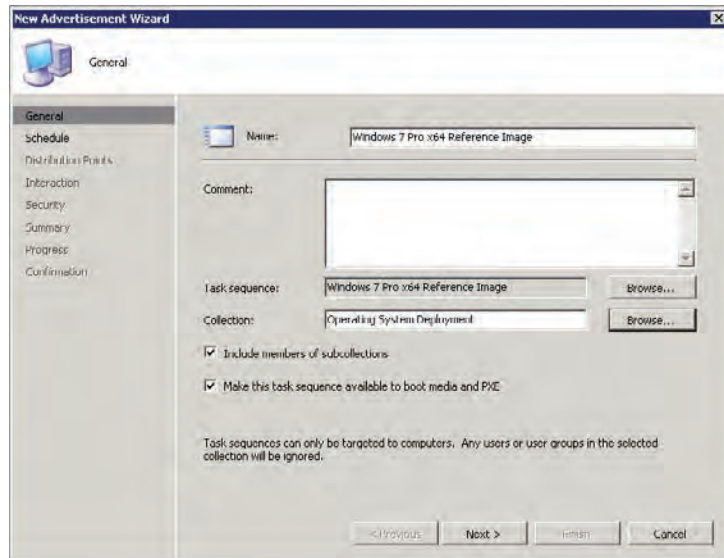 New Advertisement Wizard
General
General
Schedule
Distribution Points
Interaction
Security
Summary
Progress
Confirmation
Name:
Windows 7 Pro x64 Reference Image
Comment:
Task sequence:
Windows 7 Pro x64 Reference Image
Browse...
Collection:
Operating System Deployment
Browse...
Include members of subcollections
Make this task sequence available to boot media and PXE
Task sequences can only be targeted to computers. Any users or user groups in the selected
collection will be ignored.
< Previous
Next >
Finish
Cancel